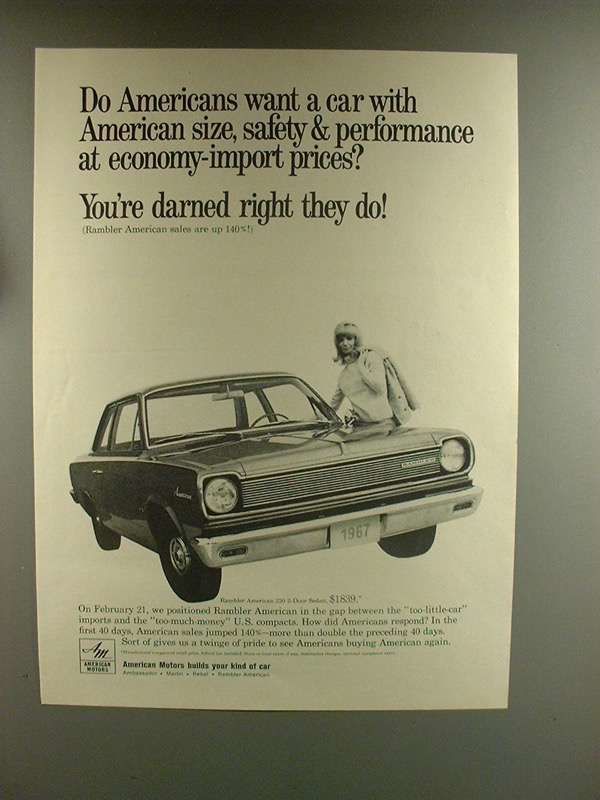 Do Americans want a car with
American size, safety & performance
at economy-import prices?
You're darned right they do!
(Rambler American sales are up 140%!)
1967
Rambler American 220 2-Door Sedan, $1839.*
On February 21, we positioned Rambler American in the gap between the "too-little-car"
imports and the "too-much-money" U.S. compacts. How did Americans respond? In the
first 40 days, American sales jumped 140%—more than double the preceding 40 days.
Sort of gives us a twinge of pride to see Americans buying American again.
AM
AMERICAN
MOTORS
American Motors builds your kind of car
Ambassador • Marlin • Rebel • Rambler American